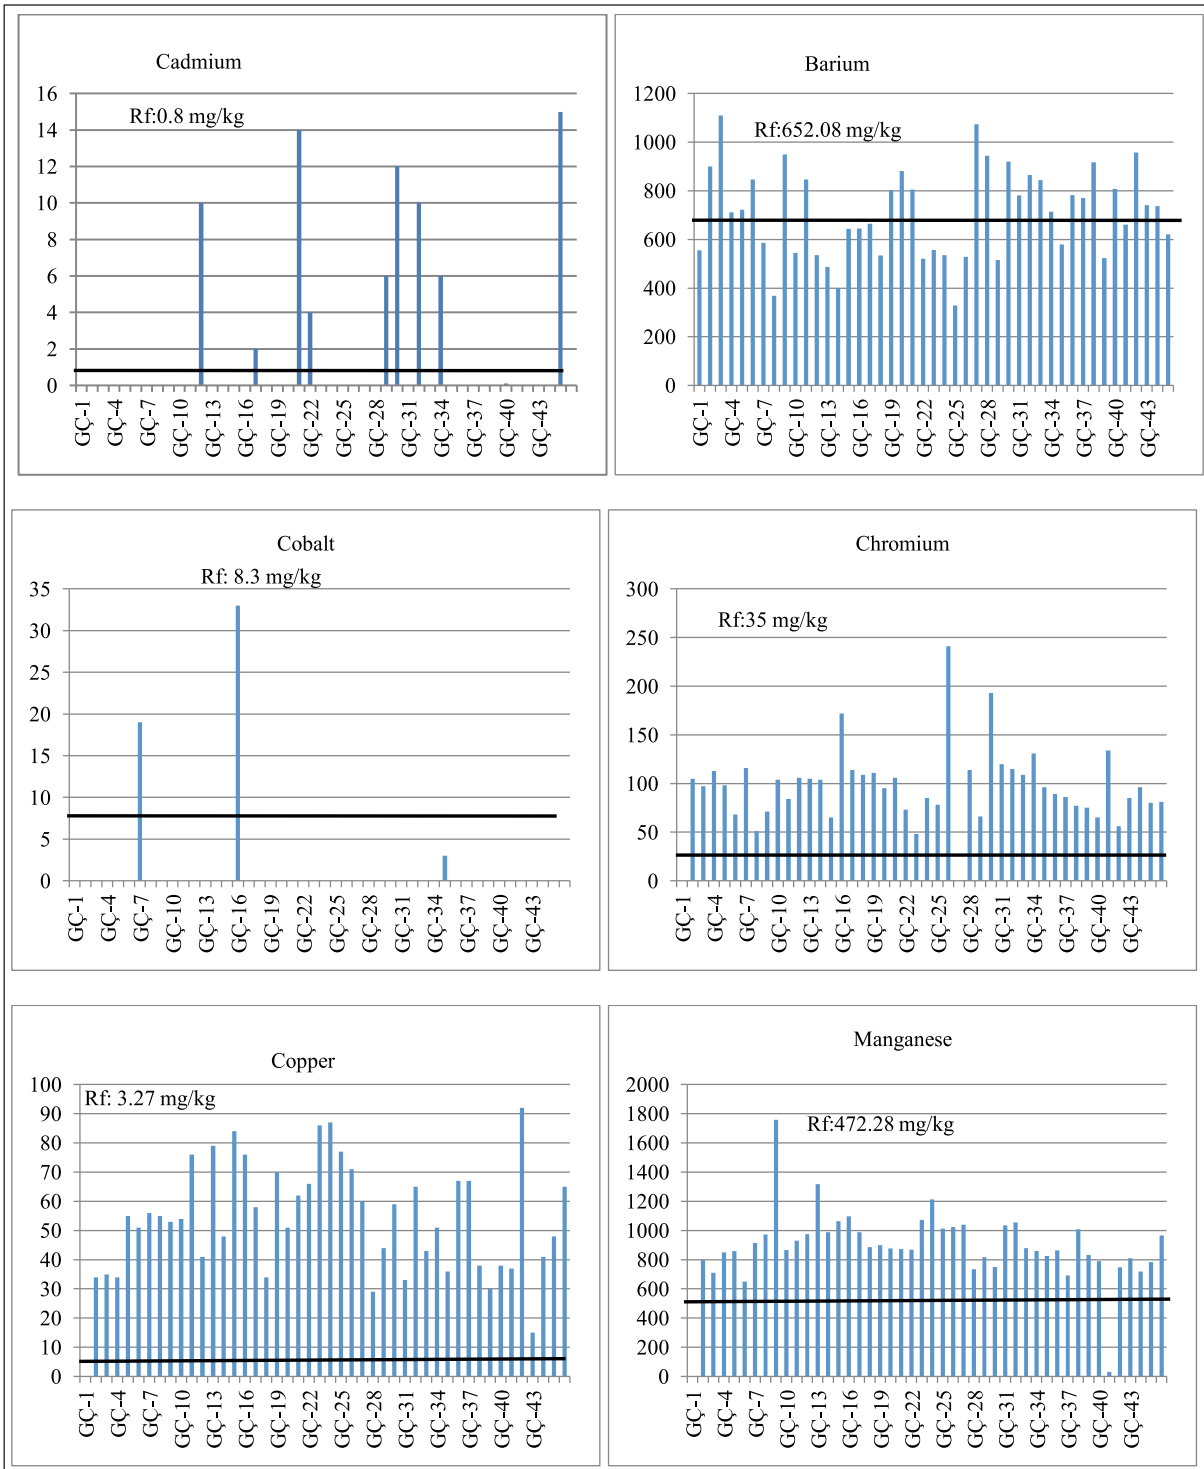 Cadmium
Rf:0.8 mg/kg
16
14
12
10
8
6
4
2
0
GÇ-1
GÇ-4
GÇ-7
GÇ-10
GÇ-13
GÇ-16
GÇ-19
GÇ-22
GÇ-25
GÇ-28
GÇ-31
GÇ-34
GÇ-37
GÇ-40
GÇ-43
Barium
Rf:652.08 mg/kg
1200
1000
800
600
400
200
0
GÇ-1
GÇ-4
GÇ-7
GÇ-10
GÇ-13
GÇ-16
GÇ-19
GÇ-22
GÇ-25
GÇ-28
GÇ-31
GÇ-34
GÇ-37
GÇ-40
GÇ-43
Cobalt
Rf: 8.3 mg/kg
35
30
25
20
15
10
5
0
GÇ-1
GÇ-4
GÇ-7
GÇ-10
GÇ-13
GÇ-16
GÇ-19
GÇ-22
GÇ-25
GÇ-28
GÇ-31
GÇ-34
GÇ-37
GÇ-40
GÇ-43
Chromium
Rf:35 mg/kg
300
250
200
150
100
50
0
GÇ-1
GÇ-4
GÇ-7
GÇ-10
GÇ-13
GÇ-16
GÇ-19
GÇ-22
GÇ-25
GÇ-28
GÇ-31
GÇ-34
GÇ-37
GÇ-40
GÇ-43
Copper
Rf: 3.27 mg/kg
100
90
80
70
60
50
40
30
20
10
0
GÇ-1
GÇ-4
GÇ-7
GÇ-10
GÇ-13
GÇ-16
GÇ-19
GÇ-22
GÇ-25
GÇ-28
GÇ-31
GÇ-34
GÇ-37
GÇ-40
GÇ-43
Manganese
Rf:472.28 mg/kg
2000
1800
1600
1400
1200
1000
800
600
400
200
0
GÇ-1
GÇ-4
GÇ-7
GÇ-10
GÇ-13
GÇ-16
GÇ-19
GÇ-22
GÇ-25
GÇ-28
GÇ-31
GÇ-34
GÇ-37
GÇ-40
GÇ-43